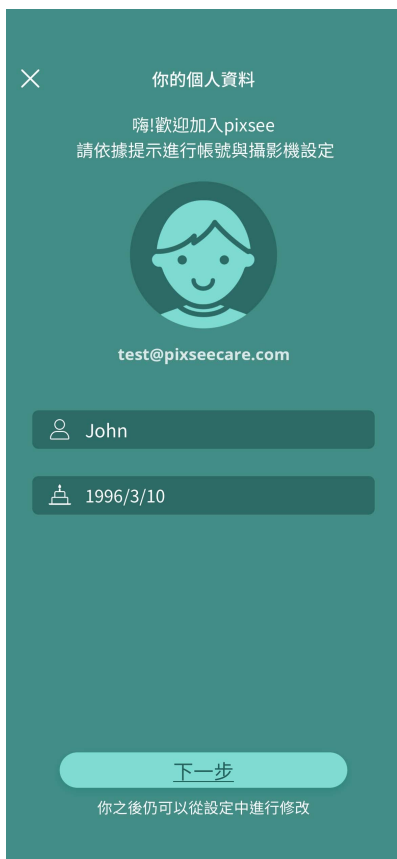 你的個人資料
嗨!歡迎加入pixsee
請依據提示進行帳號與攝影機設定
test@pixseecare.com
John
1996/3/10
下一步
你之後仍可以從設定中進行修改